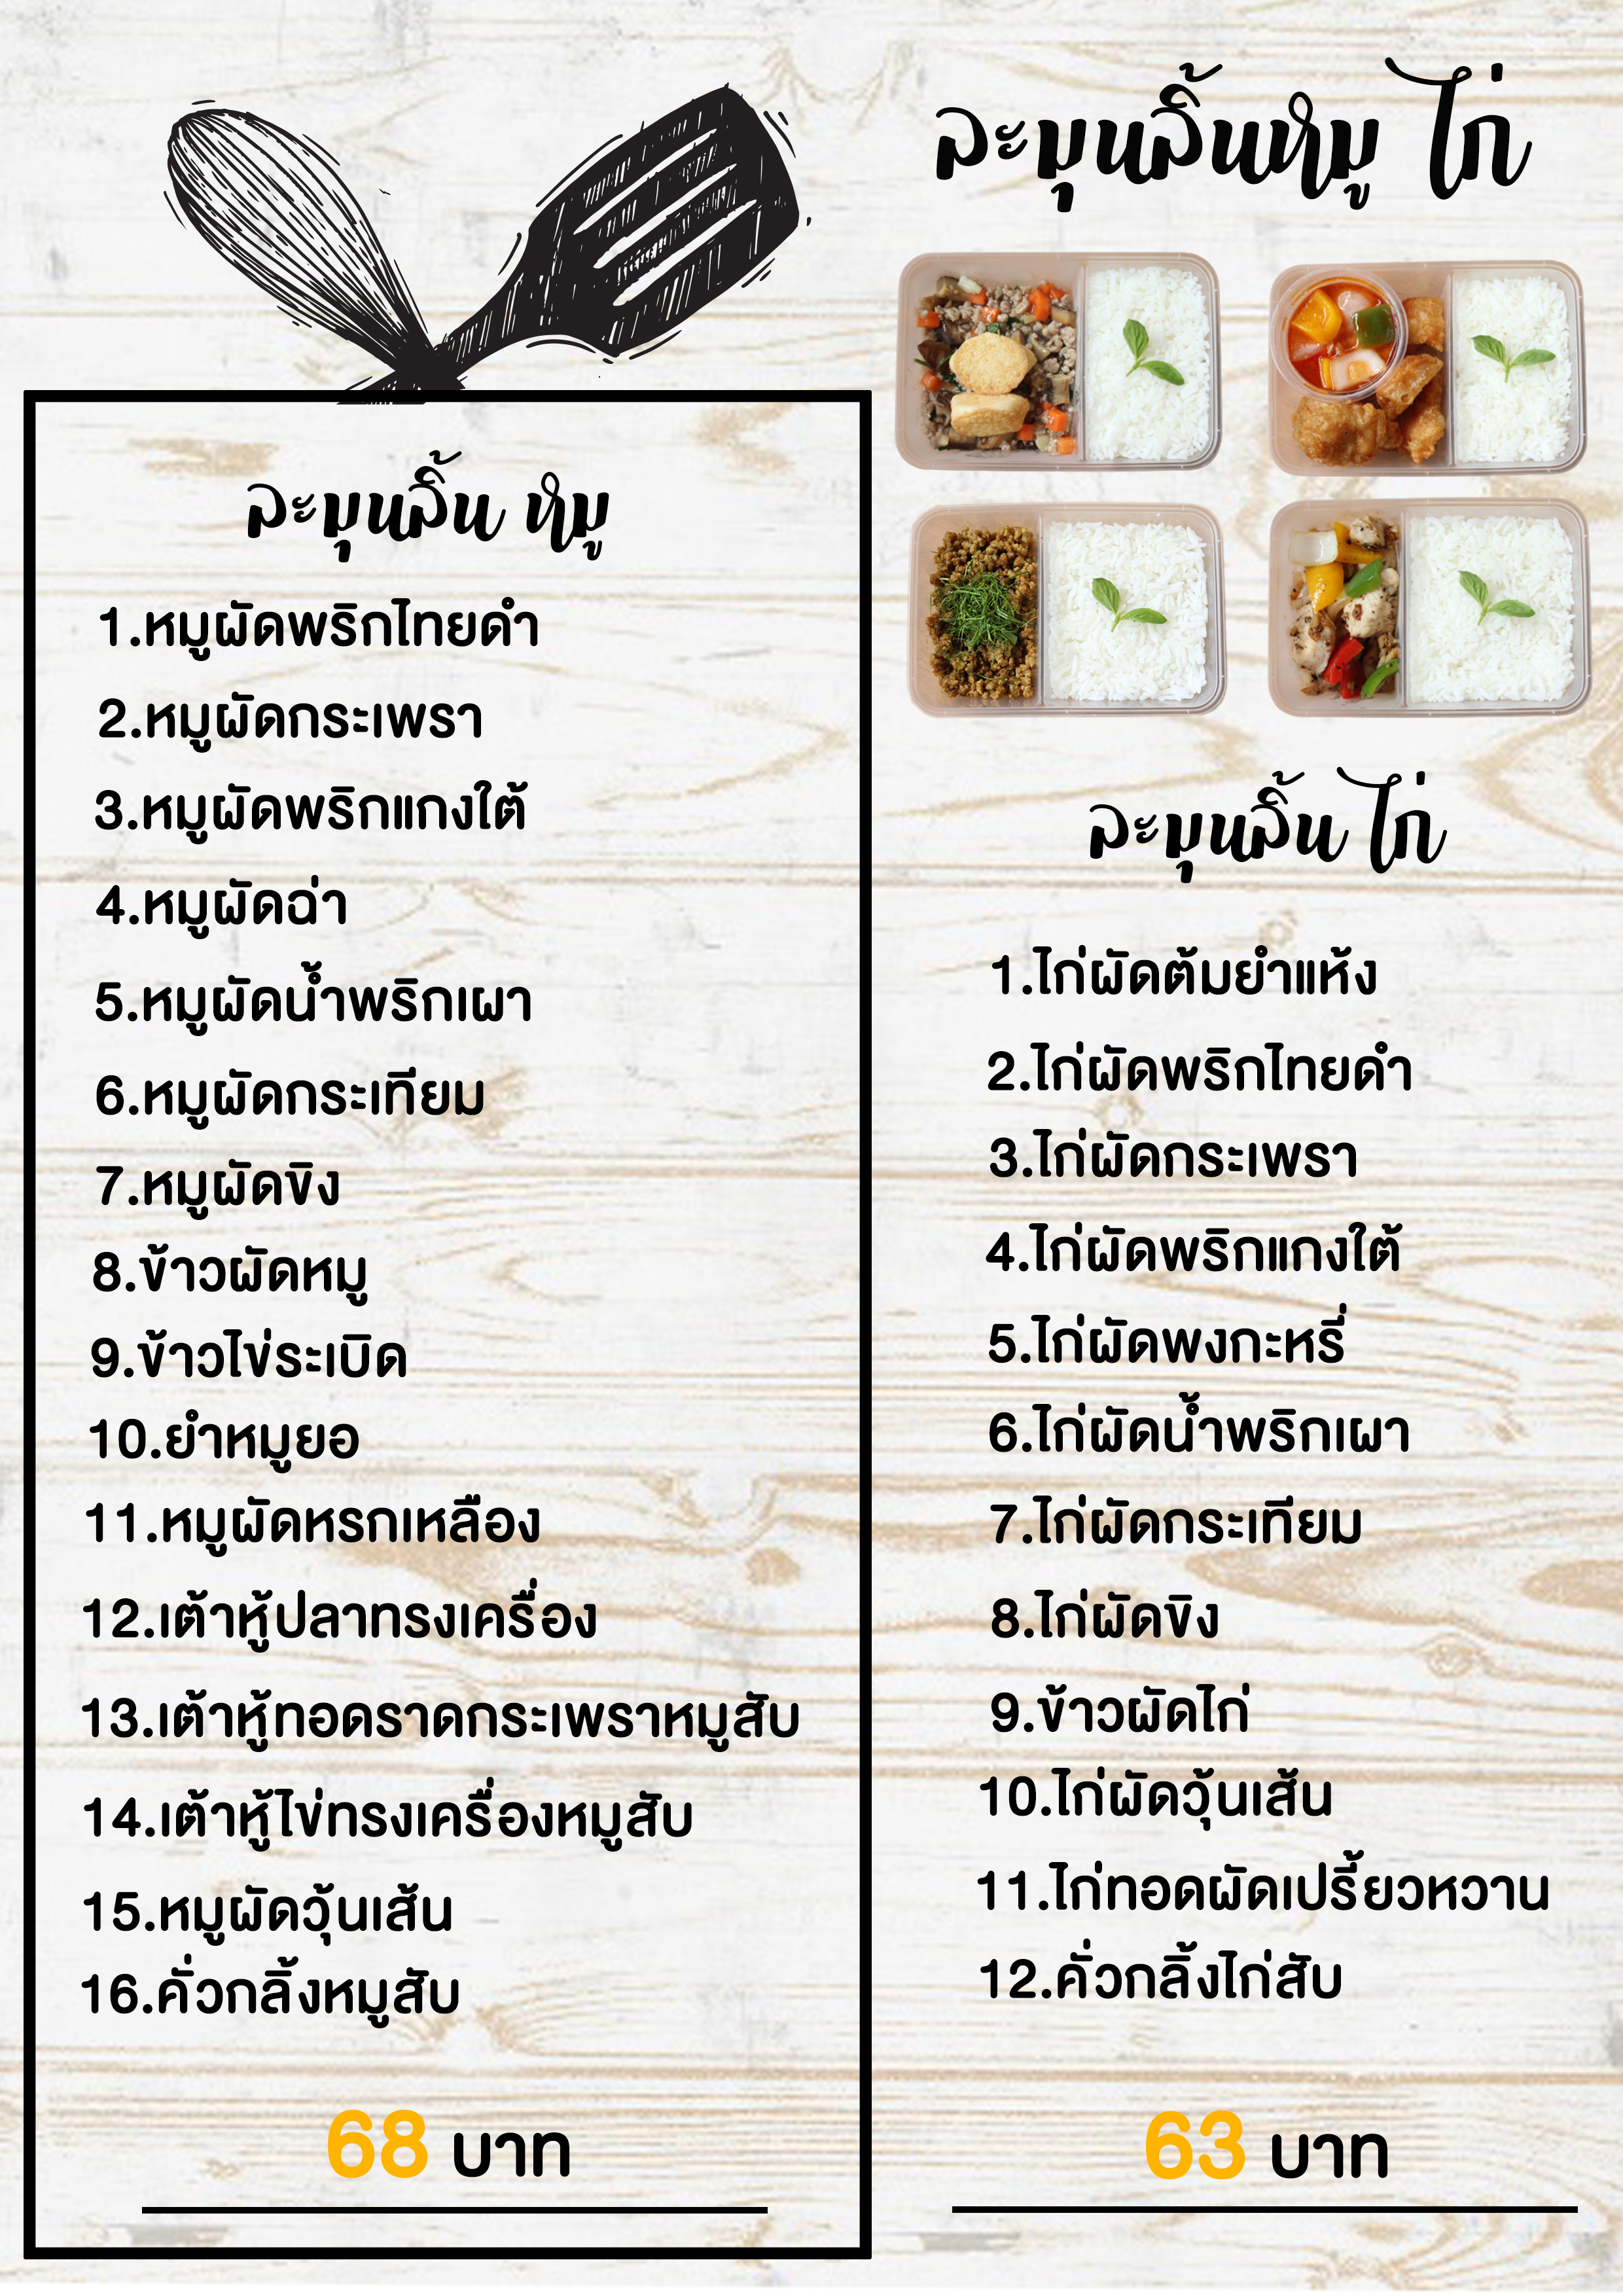 ละมุนลิ้นหมู ไก่
ละมุนลิ้น หมู
1.หมูผัดพริกไทยดำ
2.หมูผัดกระเพรา
3.หมูผัดพริกแกงใต้
4.หมูผัดฉ่า
5.หมูผัดน้ำพริกเผา
6.หมูผัดกระเทียม
7.หมูผัดขิง
8.ข้าวผัดหมู
9.ข้าวไข่ระเบิด
10.ยำหมูยอ
11.หมูผัดหรกเหลือง
12.เต้าหู้ปลาทรงเครื่อง
13.เต้าหู้ทอดราดกระเพราหมูสับ
14.เต้าหู้ไข่ทรงเครื่องหมูสับ
15.หมูผัดวุ้นเส้น
16.คั่วกลิ้งหมูสับ
68 บาท
ละมุนลิ้น ไก่
1.ไก่ผัดต้มยำแห้ง
2.ไก่ผัดพริกไทยดำ
3.ไก่ผัดกระเพรา
4.ไก่ผัดพริกแกงใต้
5.ไก่ผัดพงกะหรี่
6.ไก่ผัดน้ำพริกเผา
7.ไก่ผัดกระเทียม
8.ไก่ผัดขิง
9.ข้าวผัดไก่
10.ไก่ผัดวุ้นเส้น
11.ไก่ทอดผัดเปรี้ยวหวาน
12.คั่วกลิ้งไก่สับ
63 บาท